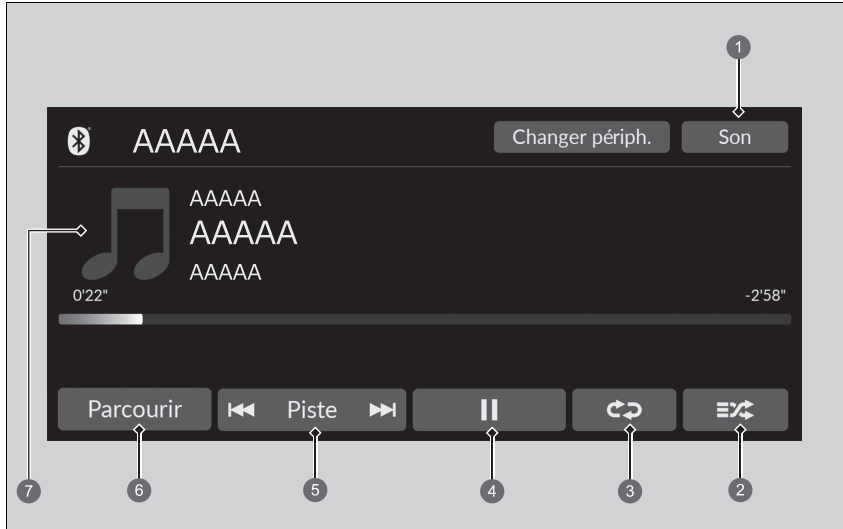 1
AAAAA
Changer périph.
Son
AAAAA
AAAAA
7
AAAAA
0'22"
-2'58"
Parcourir
Piste
6
5
4
3
2